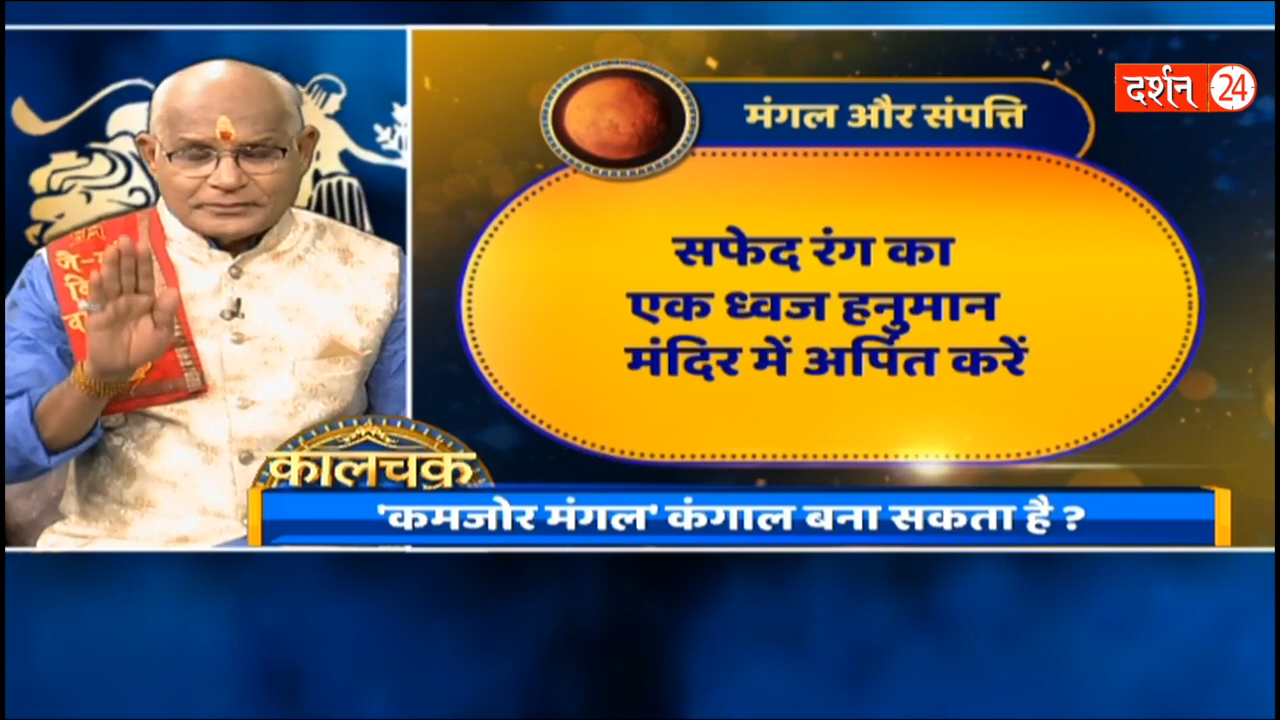 दर्शन 24
मंगल और संपत्ति
सफेद रंग का
एक ध्वज हनुमान
मंदिर में अर्पित करें
कालचक्र
'कमजोर मंगल' कंगाल बना सकता है ?